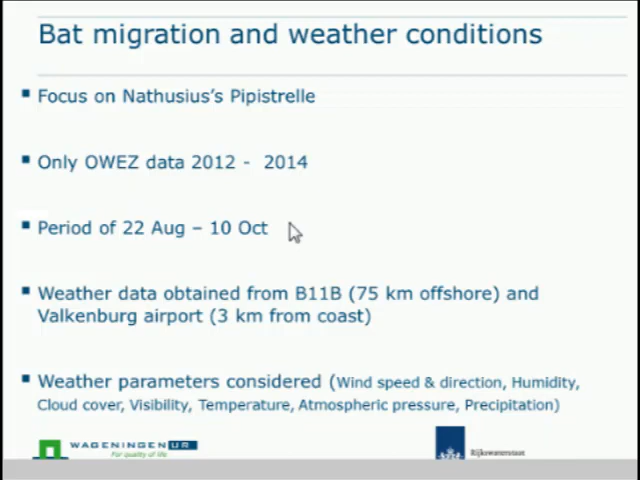 Bat migration and weather conditions
Focus on Nathusius's Pipistrelle
Only OWEZ data 2012 - 2014
Period of 22 Aug – 10 Oct
Weather data obtained from B11B (75 km offshore) and
Valkenburg airport (3 km from coast)
Weather parameters considered (Wind speed & direction, Humidity,
Cloud cover, Visibility, Temperature, Atmospheric pressure, Precipitation)
WAGENINGEN UR
For quality of life
Rijkswaterstaat